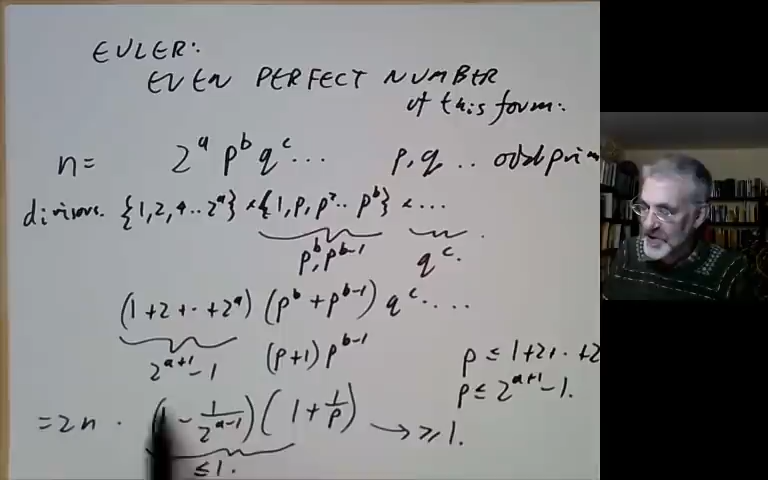 EULER:
EVEN PERFECT NUMBER
of this form:
n = 2^a p^b q^c ... p, q .. odd prim
divisors. {1,2,4..2^a} × {1, p, p^2 .. p^b} × ...
p^b, p^{b-1} q^c.
(1+2+..+2^a) (p^b + p^{b-1}) q^c ....
2^{a+1} - 1 (p+1) p^{b-1}
p ≤ 1+2+..+2
p ≤ 2^{a+1} - 1.
= 2n . ( - 1/2^{a-1}) (1 + 1/p) → ≥ 1.
≤ 1.